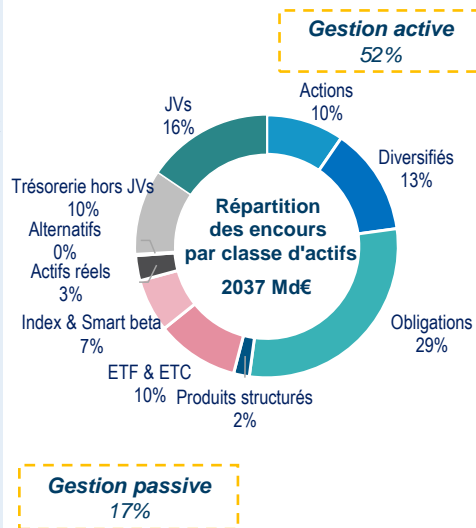 Gestion active
52%
Actions
10%
JVs
16%
Diversifiés
13%
Trésorerie hors JVs
10%
Alternatifs
0%
Actifs réels
3%
Répartition
des encours
par classe d'actifs
2037 Md€
Index & Smart beta
7%
Obligations
29%
ETF & ETC
10%
Produits structurés
2%
Gestion passive
17%